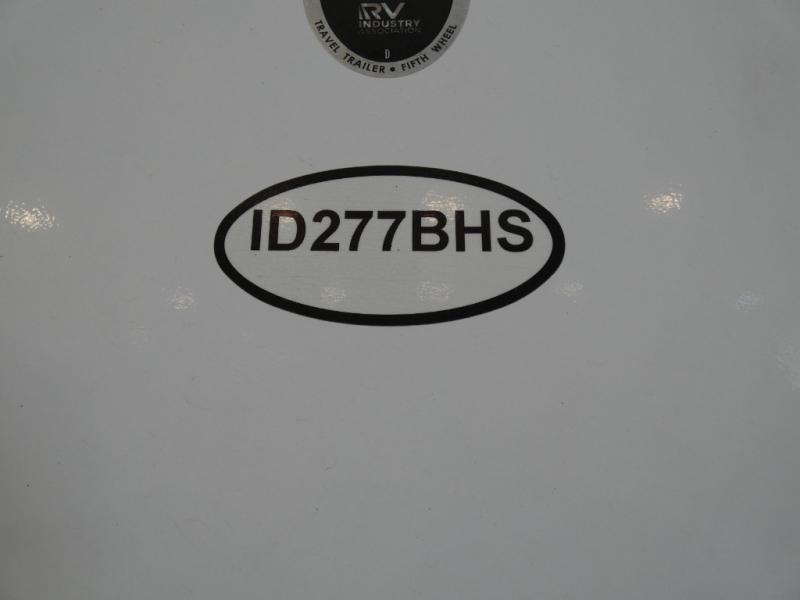 RV
INDUSTRY
ASSOCIATION
D
TRAVEL TRAILER • FIFTH WHEEL
ID277BHS